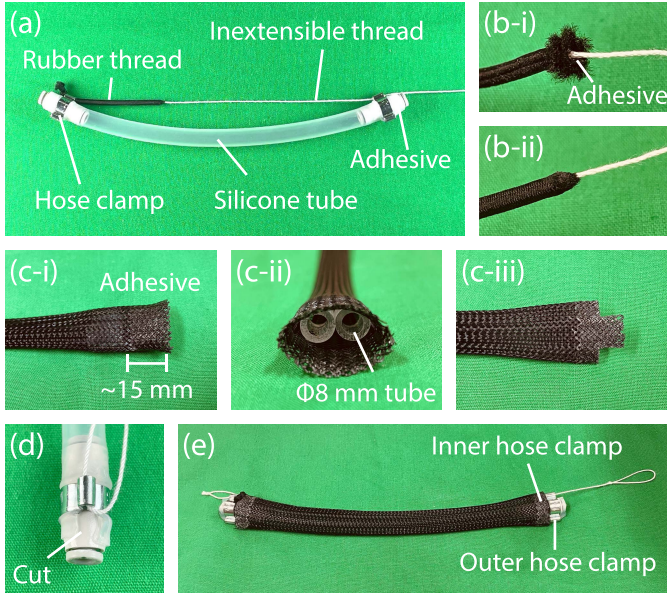 (a)
Inextensible thread
Rubber thread
Adhesive
Hose clamp
Silicone tube
(b-i)
Adhesive
(b-ii)
(c-i)
Adhesive
~15 mm
(c-ii)
Φ8 mm tube
(c-iii)
(d)
Cut
(e)
Inner hose clamp
Outer hose clamp